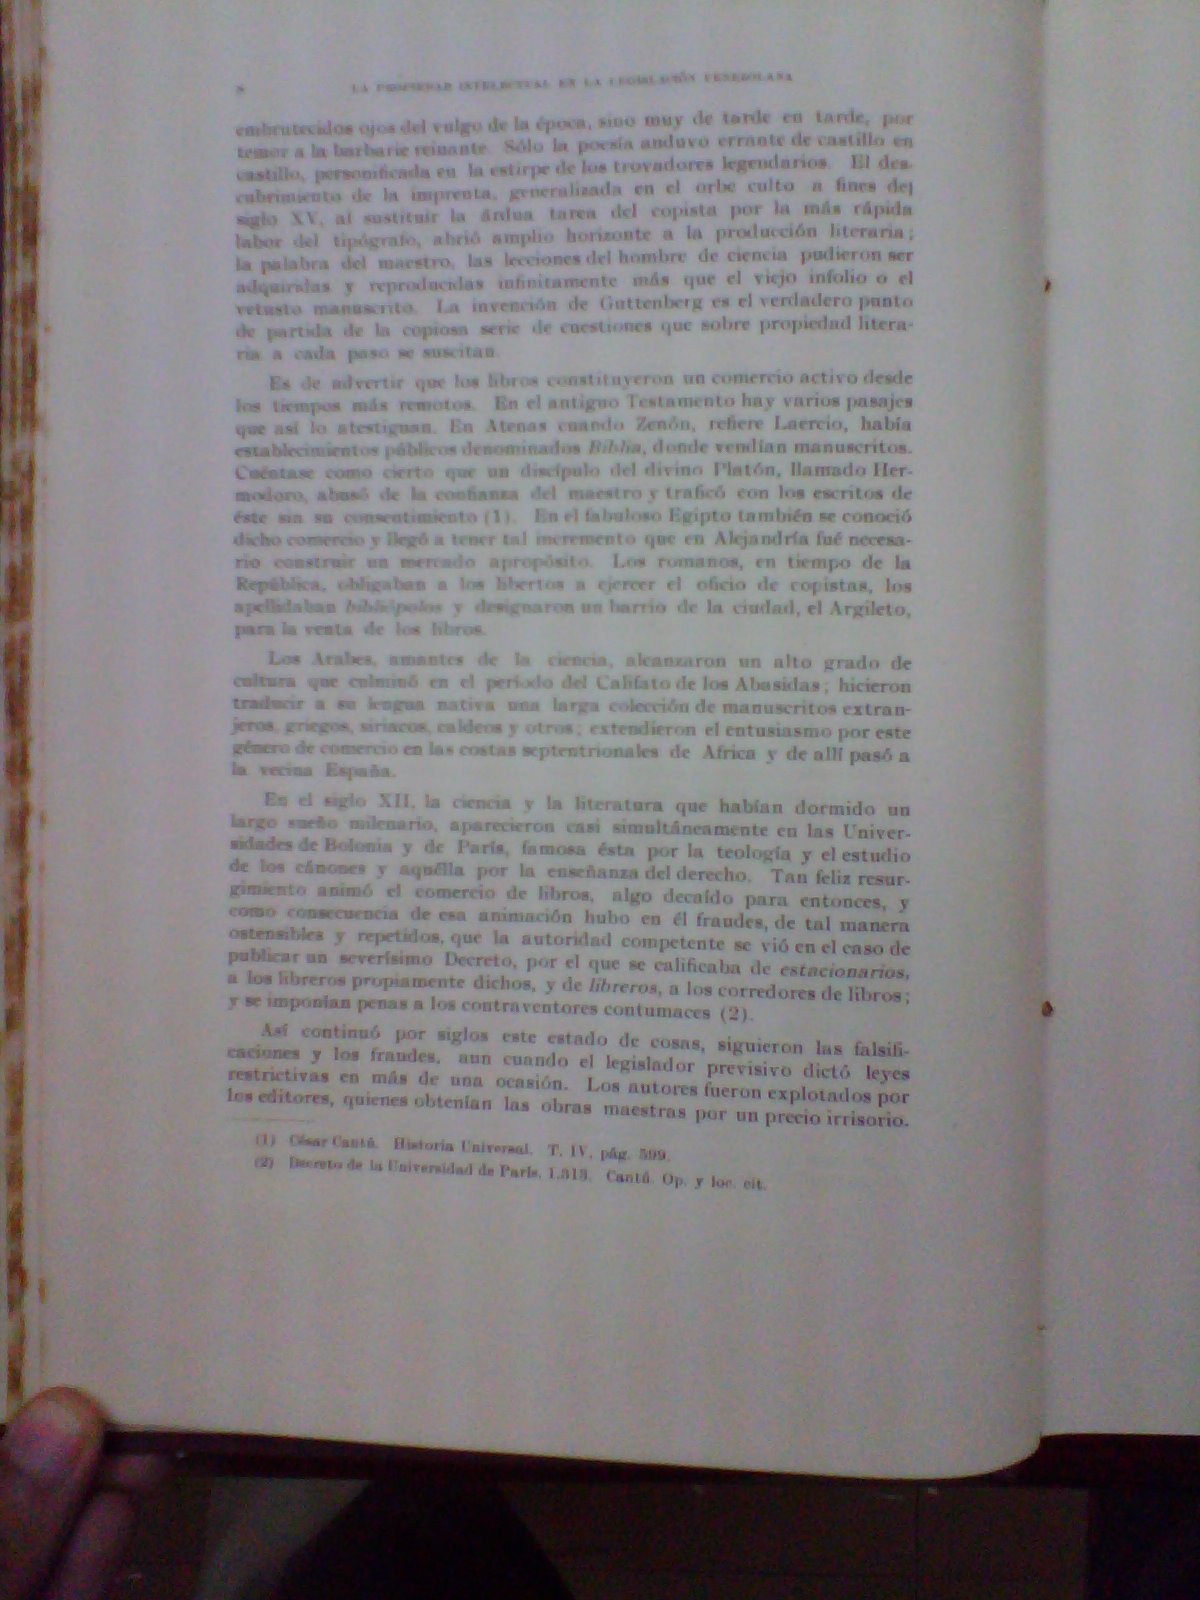 8 LA PROPIEDAD INTELECTUAL EN LA LEGISLACIÓN VENEZOLANA
embrutecidos ojos del vulgo de la época, sino muy de tarde en tarde, por
temor a la barbarie reinante. Sólo la poesía anduvo errante de castillo en
castillo, personificada en la estirpe de los trovadores legendarios. El des-
cubrimiento de la imprenta, generalizada en el orbe culto a fines del
siglo XV, al sustituir la árdua tarea del copista por la más rápida
labor del tipógrafo, abrió amplio horizonte a la producción literaria;
la palabra del maestro, las lecciones del hombre de ciencia pudieron ser
adquiridas y reproducidas infinitamente más que el viejo infolio o el
vetusto manuscrito. La invención de Guttenberg es el verdadero punto
de partida de la copiosa serie de cuestiones que sobre propiedad litera-
ria a cada paso se suscitan.
Es de advertir que los libros constituyeron un comercio activo desde
los tiempos más remotos. En el antiguo Testamento hay varios pasajes
que así lo atestiguan. En Atenas cuando Zenón, refiere Laercio, había
establecimientos públicos denominados Biblia, donde vendían manuscritos.
Cuéntase como cierto que un discípulo del divino Platón, llamado Her-
modoro, abusó de la confianza del maestro y traficó con los escritos de
éste sin su consentimiento (1). En el fabuloso Egipto también se conoció
dicho comercio y llegó a tener tal incremento que en Alejandría fué necesa-
rio construir un mercado apropósito. Los romanos, en tiempo de la
República, obligaban a los libertos a ejercer el oficio de copistas, los
apellidaban bibliópolos y designaron un barrio de la ciudad, el Argileto,
para la venta de los libros.
Los Arabes, amantes de la ciencia, alcanzaron un alto grado de
cultura que culminó en el período del Califato de los Abasidas; hicieron
traducir a su lengua nativa una larga colección de manuscritos extran-
jeros, griegos, siriacos, caldeos y otros; extendieron el entusiasmo por este
género de comercio en las costas septentrionales de Africa y de allí pasó a
la vecina España.
En el siglo XII, la ciencia y la literatura que habían dormido un
largo sueño milenario, aparecieron casi simultáneamente en las Univer-
sidades de Bolonia y de París, famosa ésta por la teología y el estudio
de los cánones y aquélla por la enseñanza del derecho. Tan feliz resur-
gimiento animó el comercio de libros, algo decaído para entonces, y
como consecuencia de esa animación hubo en él fraudes, de tal manera
ostensibles y repetidos, que la autoridad competente se vió en el caso de
publicar un severísimo Decreto, por el que se calificaba de estacionarios,
a los libreros propiamente dichos, y de libreros, a los corredores de libros;
y se imponían penas a los contraventores contumaces (2).
Así continuó por siglos este estado de cosas, siguieron las falsifi-
caciones y los fraudes, aun cuando el legislador previsivo dictó leyes
restrictivas en más de una ocasión. Los autores fueron explotados por
los editores, quienes obtenían las obras maestras por un precio irrisorio.
(1) César Cantú. Historia Universal. T. IV, pág. 599.
(2) Decreto de la Universidad de París, 1.313. Cantú. Op. y loc. cit.